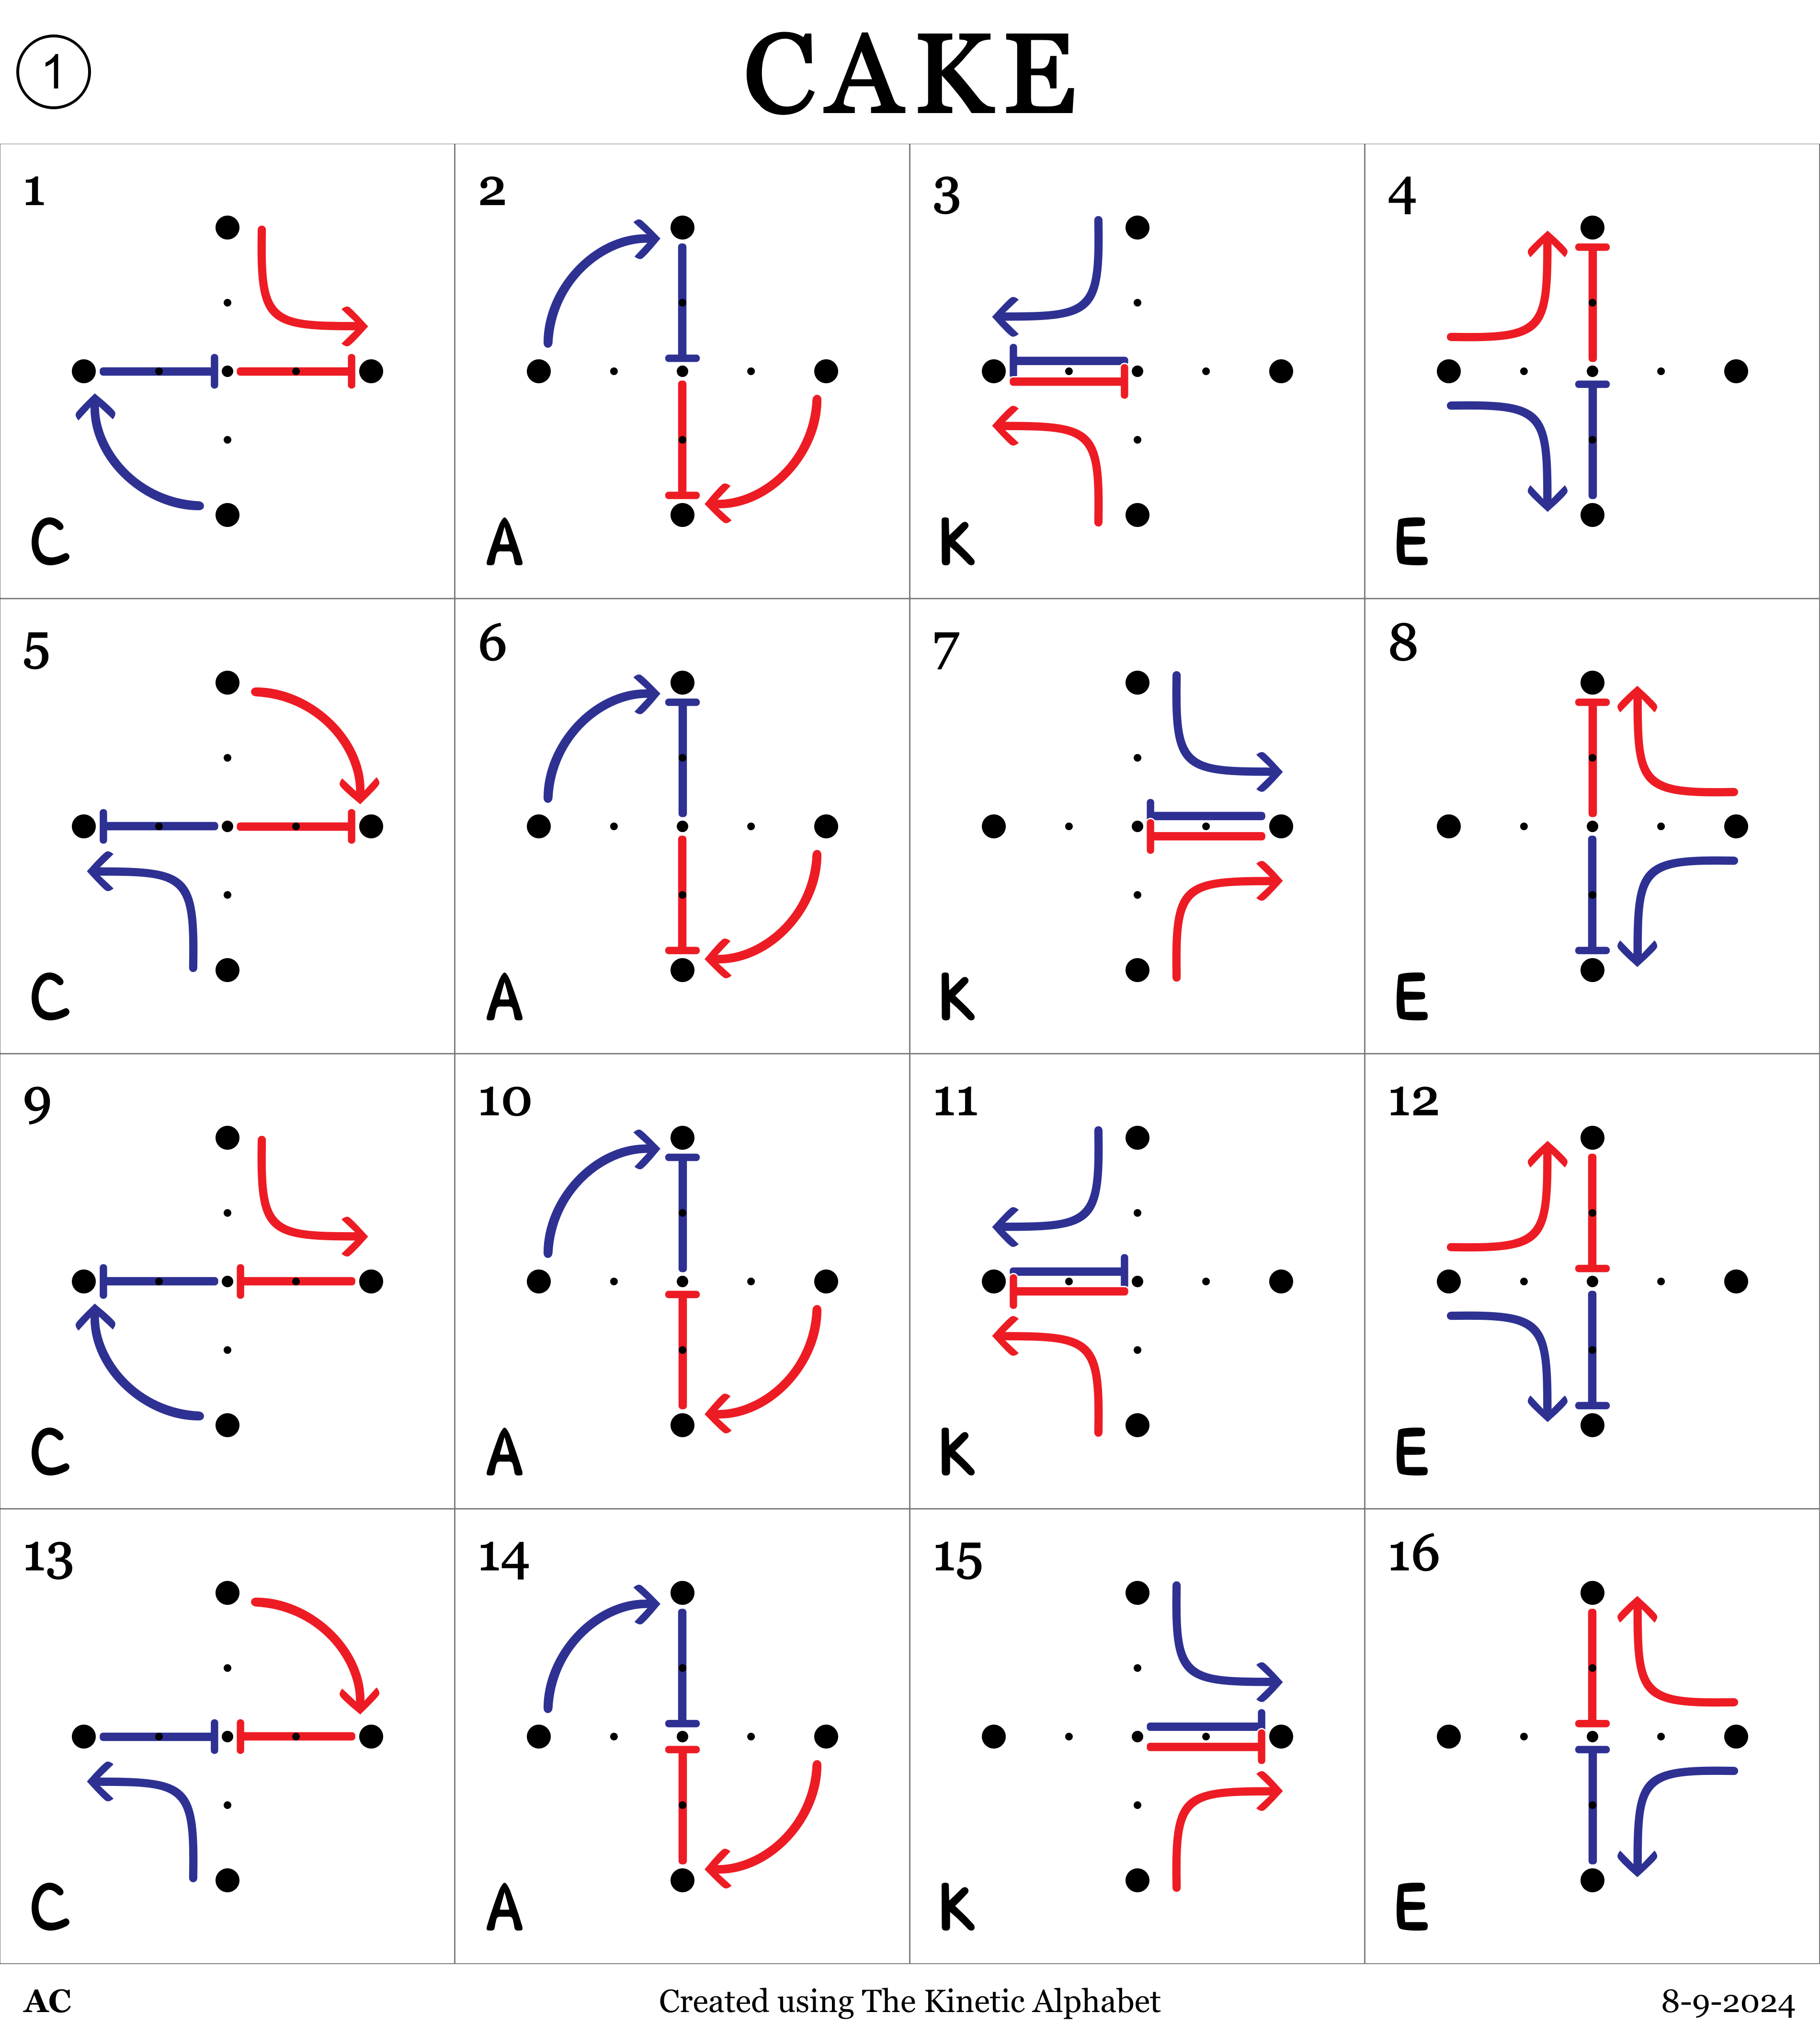 1
CAKE
1 2 3 4
C A K E
5 6 7 8
C A K E
9 10 11 12
C A K E
13 14 15 16
C A K E
AC Created using The Kinetic Alphabet 8-9-2024